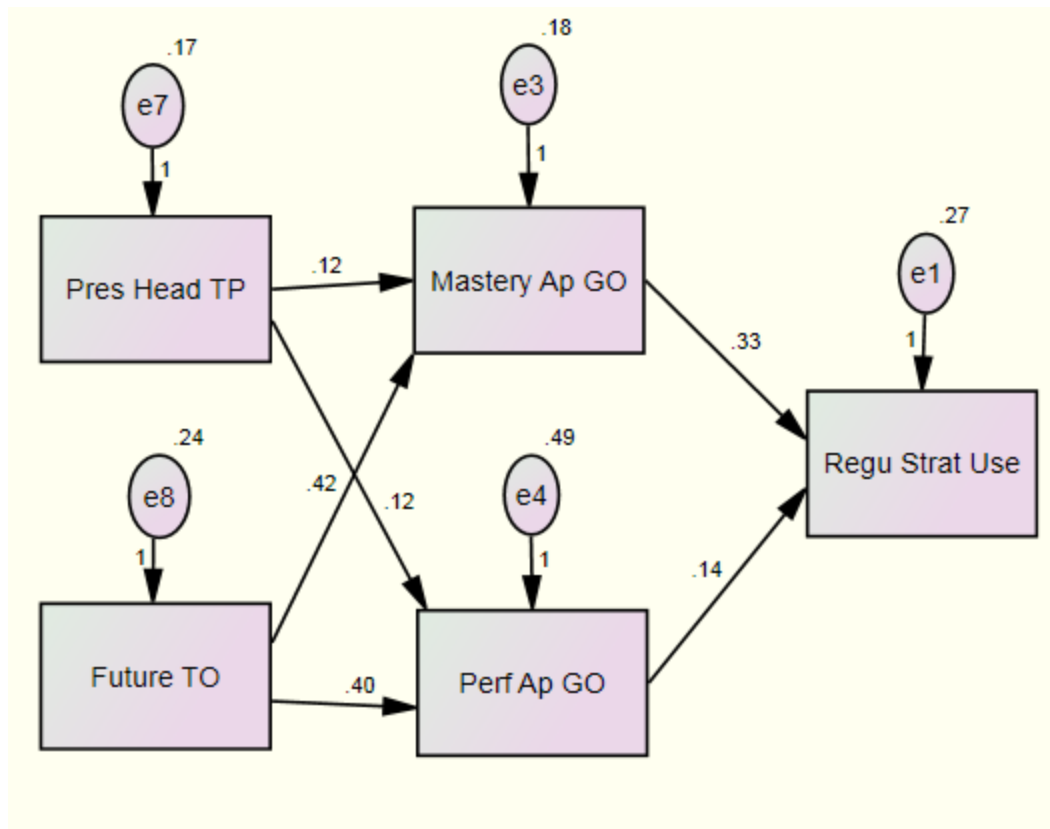 .17
e7
1
Pres Head TP
.18
e3
1
Mastery Ap GO
.12
.27
e1
1
Regu Strat Use
.33
.24
e8
1
Future TO
.42
.12
.49
e4
1
Perf Ap GO
.40
.14